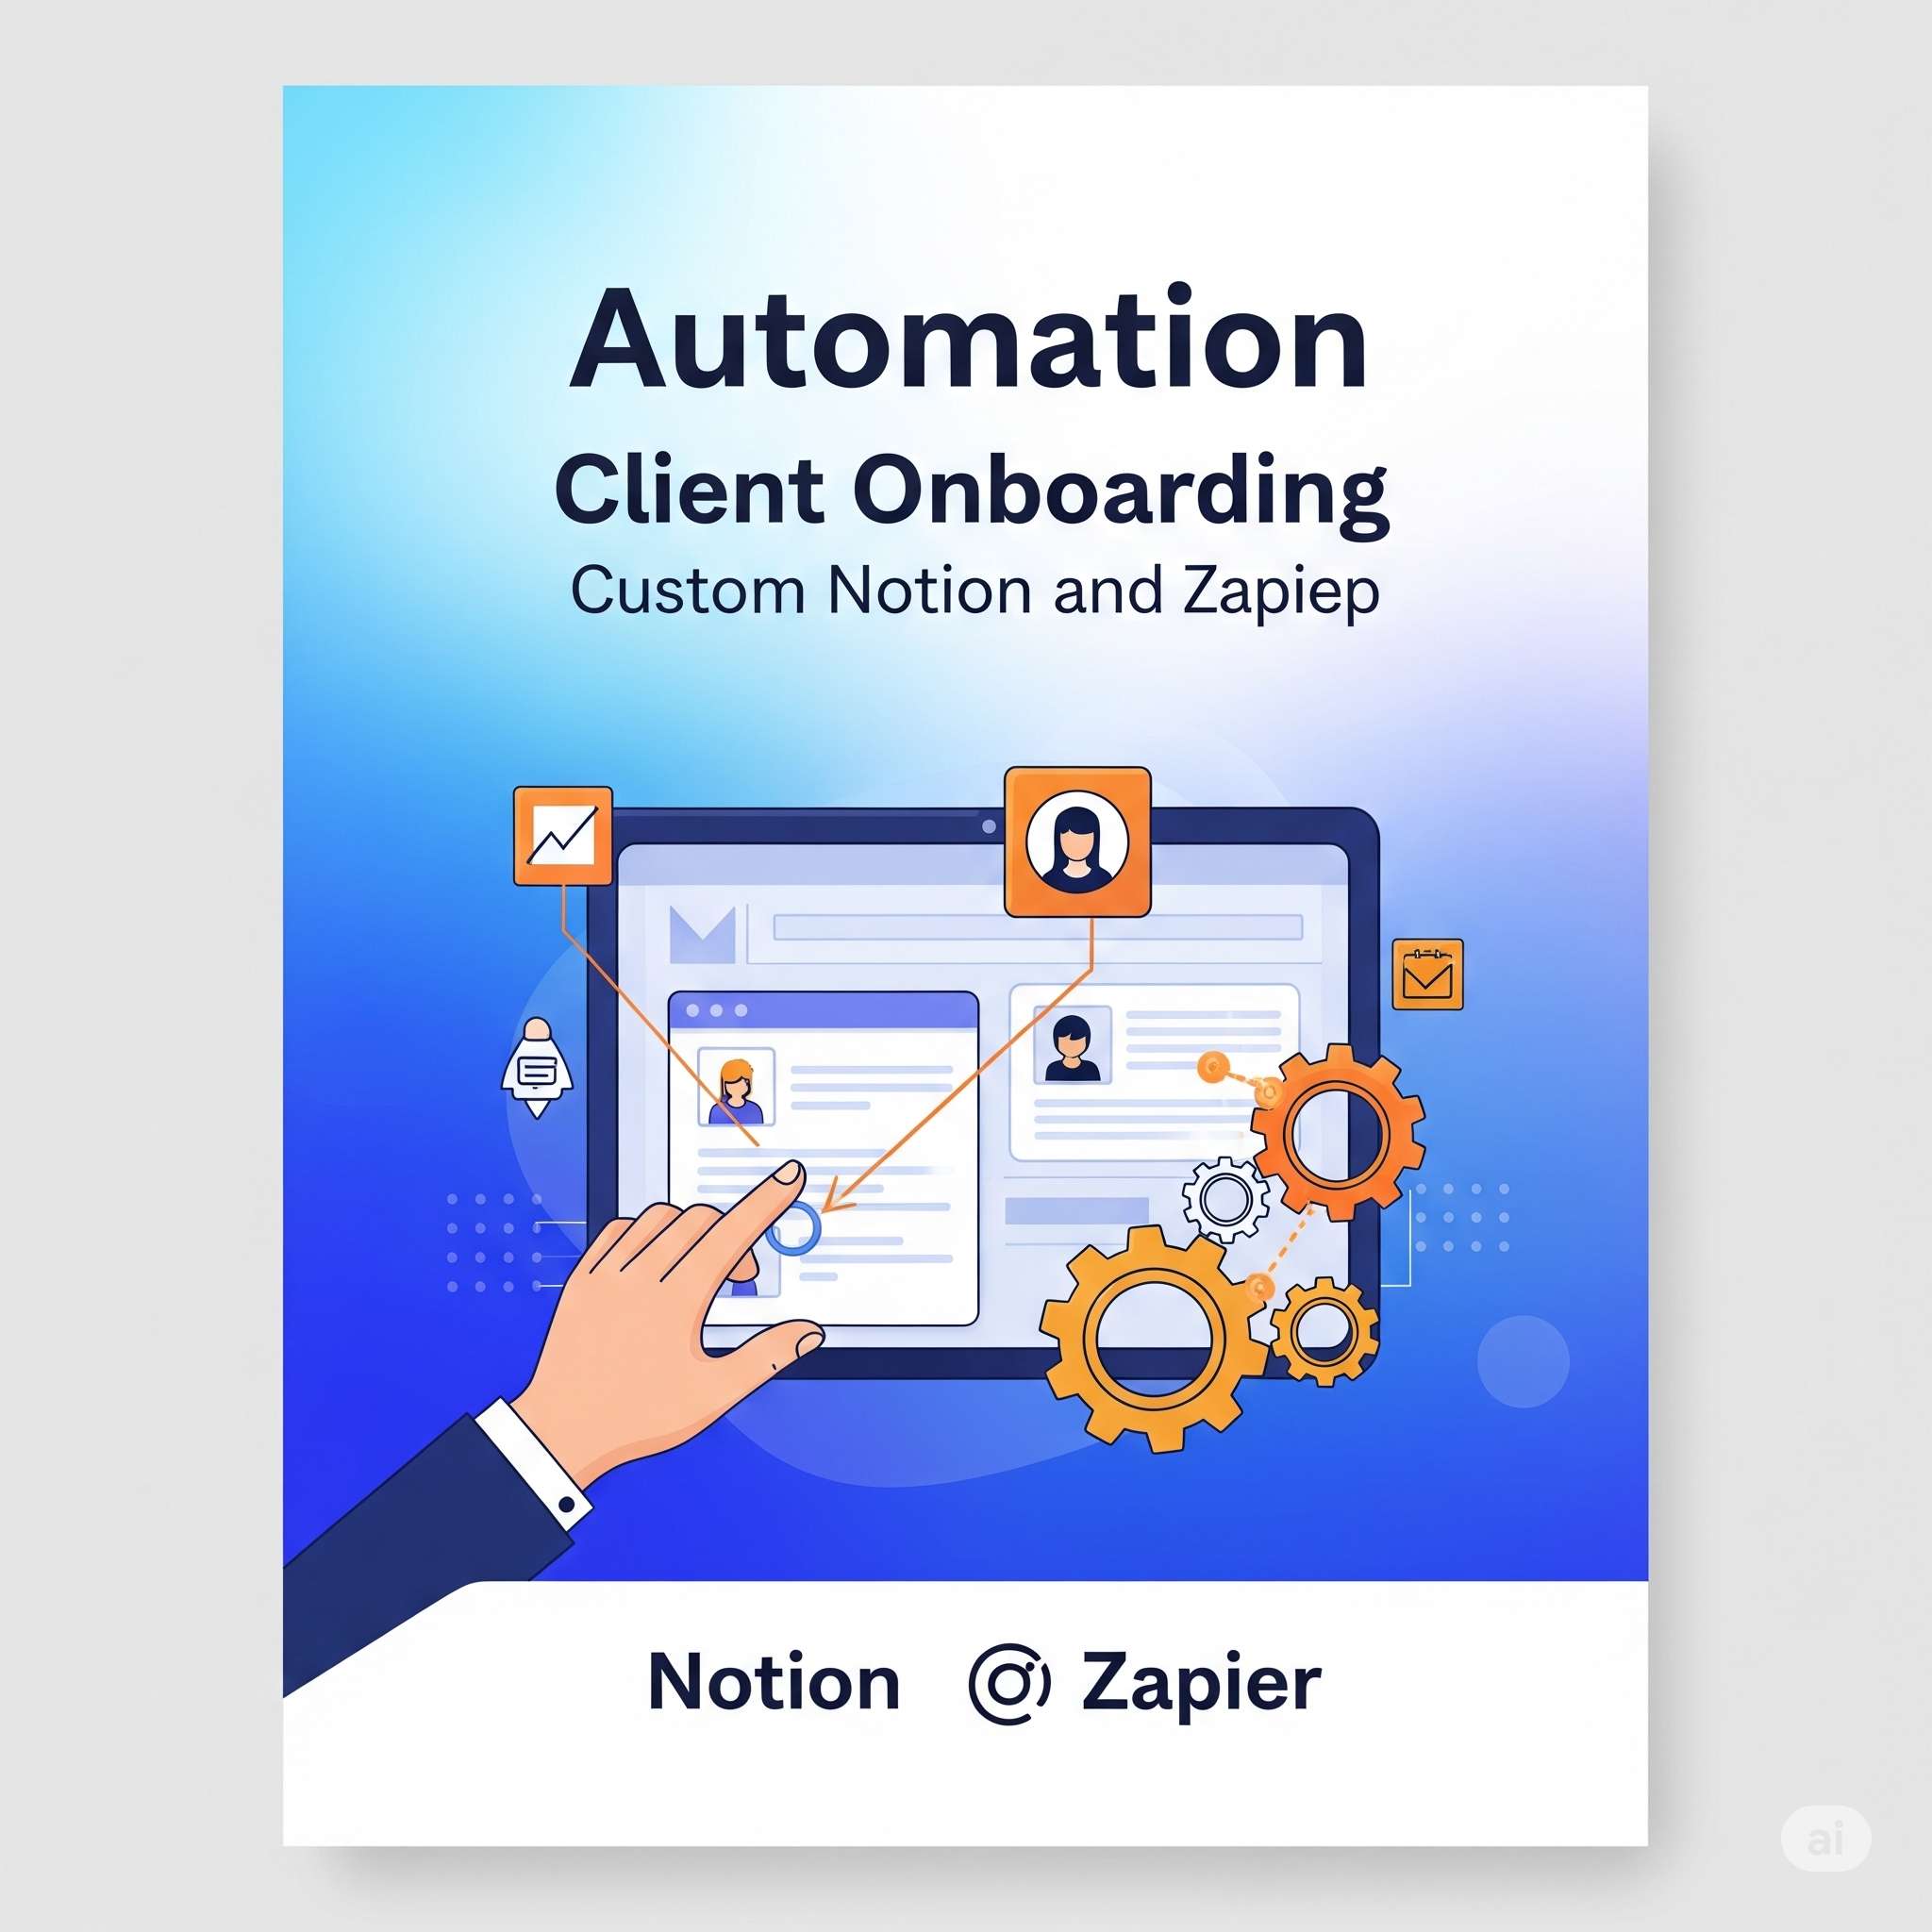 Automation
Client Onboarding
Custom Notion and Zapiep
Notion Zapier
ai